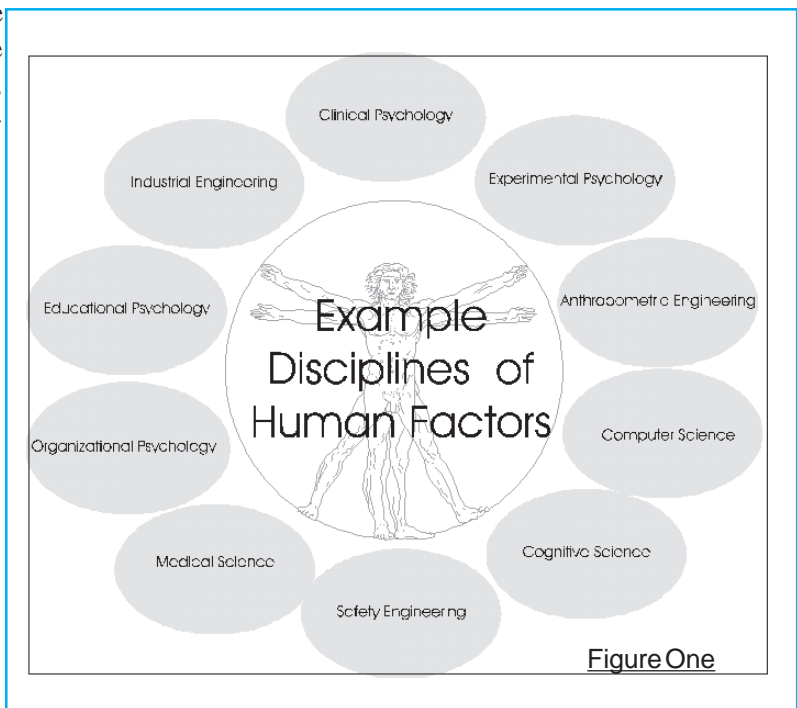 Clinical Psychology
Experimental Psychology
Anthropometric Engineering
Computer Science
Cognitive Science
Safety Engineering
Medical Science
Organizational Psychology
Educational Psychology
Industrial Engineering
Example
Disciplines of
Human Factors
Figure One